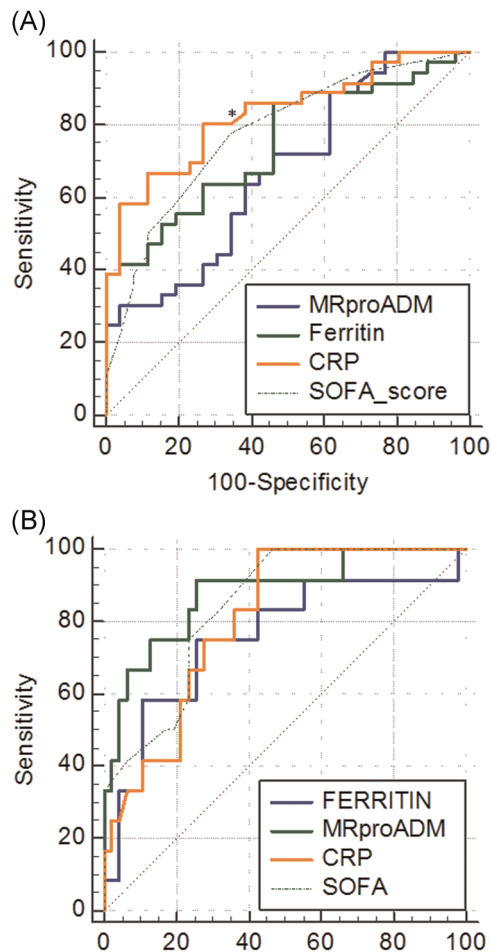 (A)
100
80
60
40
20
0
Sensitivity
*
MRproADM
Ferritin
CRP
SOFA_score
0 20 40 60 80 100
100-Specificity
(B)
100
80
60
40
20
0
Sensitivity
FERRITIN
MRproADM
CRP
SOFA
0 20 40 60 80 100